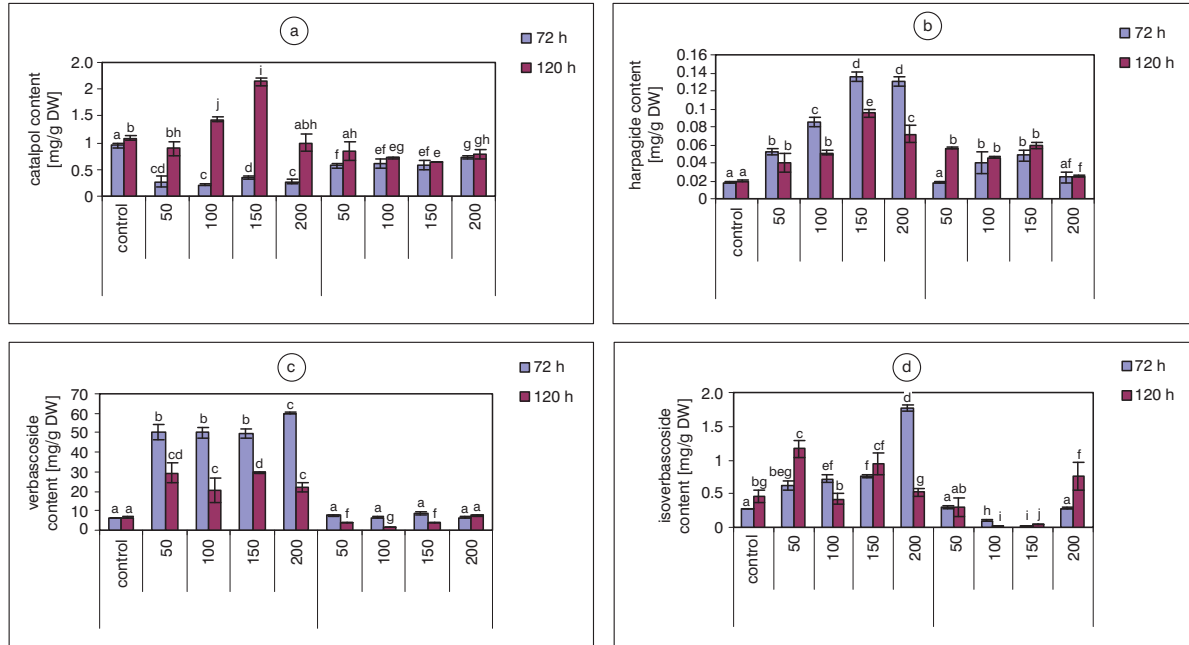 a
72 h
120 h
catalpol content
[mg/g DW]
2.0
2
1.5
1
0.5
0
a b cd bh c j d i c abh f ah ef eg ef e g gh
control 50 100 150 200 50 100 150 200
b
72 h
120 h
harpagide content
[mg/g DW]
0.16
0.14
0.12
0.1
0.08
0.06
0.04
0.02
0
a a b b c b d e d c a b b b b b af f
control 50 100 150 200 50 100 150 200
c
72 h
120 h
verbascoside
content [mg/g DW]
70
60
50
40
30
20
10
0
a a b cd b c b d c c a f a g a f a a
control 50 100 150 200 50 100 150 200
d
72 h
120 h
isoverbascoside
content [mg/g DW]
2.0
1.5
1
0.5
0
a bg beg c ef b f cf d g a ab h i i j a f
control 50 100 150 200 50 100 150 200